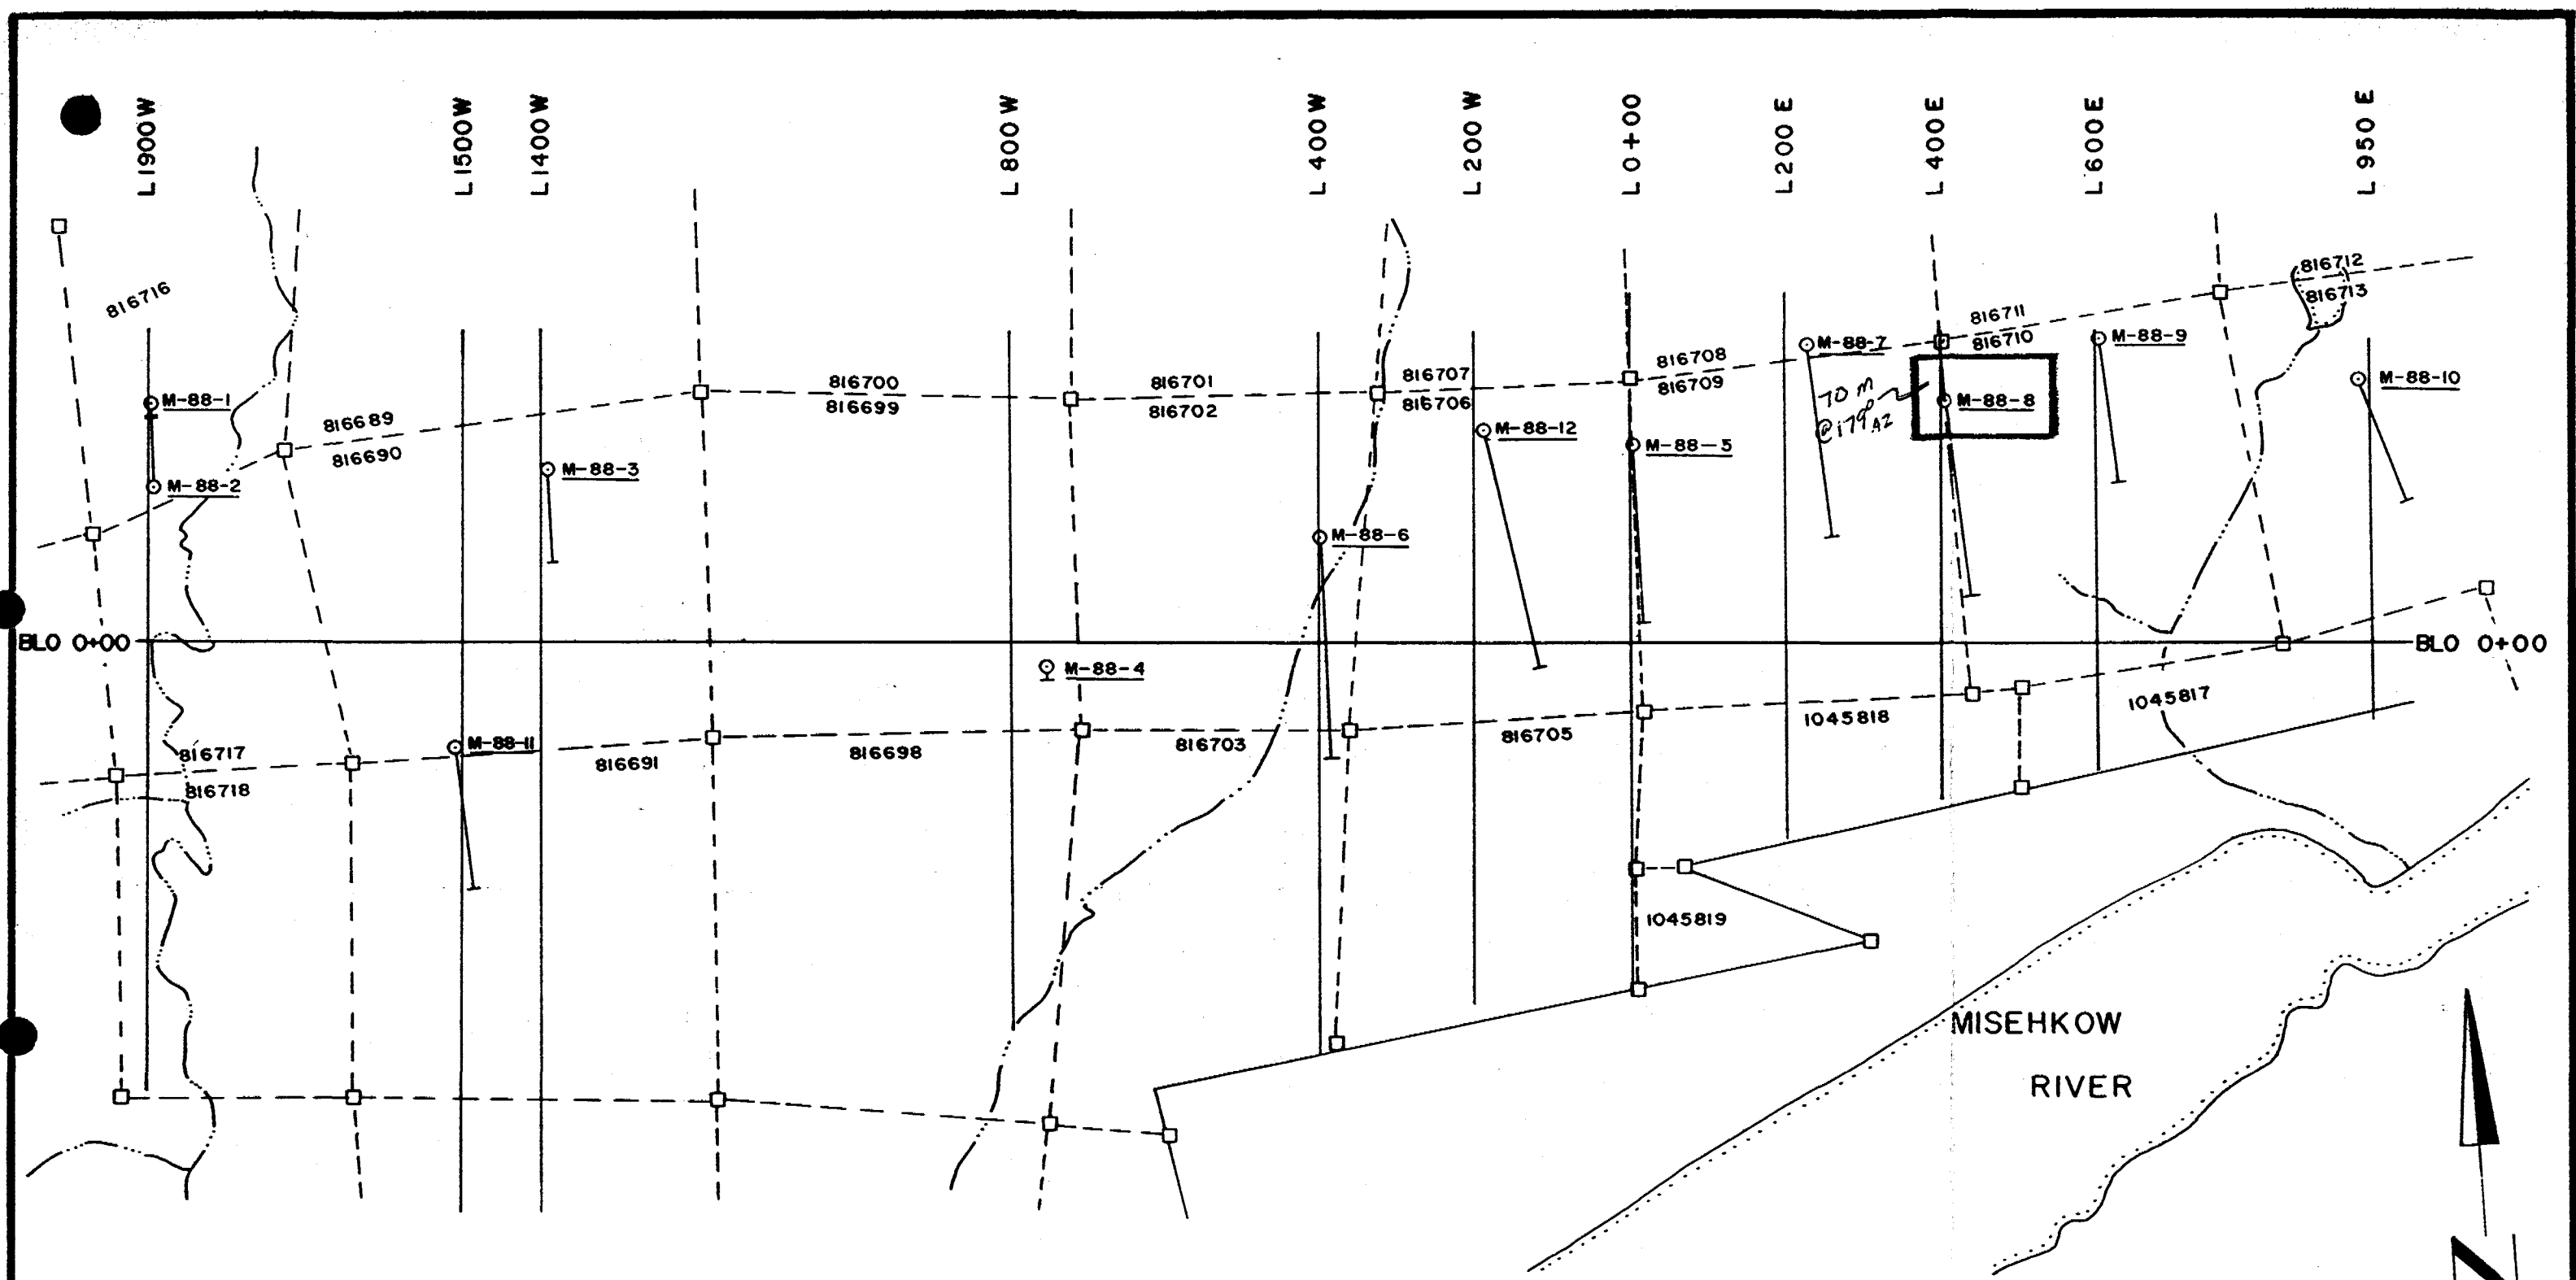 L1900W
L1500W
L1400W
L 800 W
L 400 W
L 200 W
L 0+00
L 200 E
L 400 E
L 600 E
L 950 E
816712
816713
816716
816711
816710
M-88-7
M-88-9
816708
816709
816700
816699
816701
816702
816707
816706
70 M
@179° AZ
M-88-8
M-88-10
M-88-1
816689
816690
M-88-12
M-88-5
M-88-3
M-88-2
M-88-6
BLO 0+00
BLO 0+00
M-88-4
1045817
1045818
816705
M-88-11
816703
816698
816691
816717
816718
1045819
MISEHKOW
RIVER
N